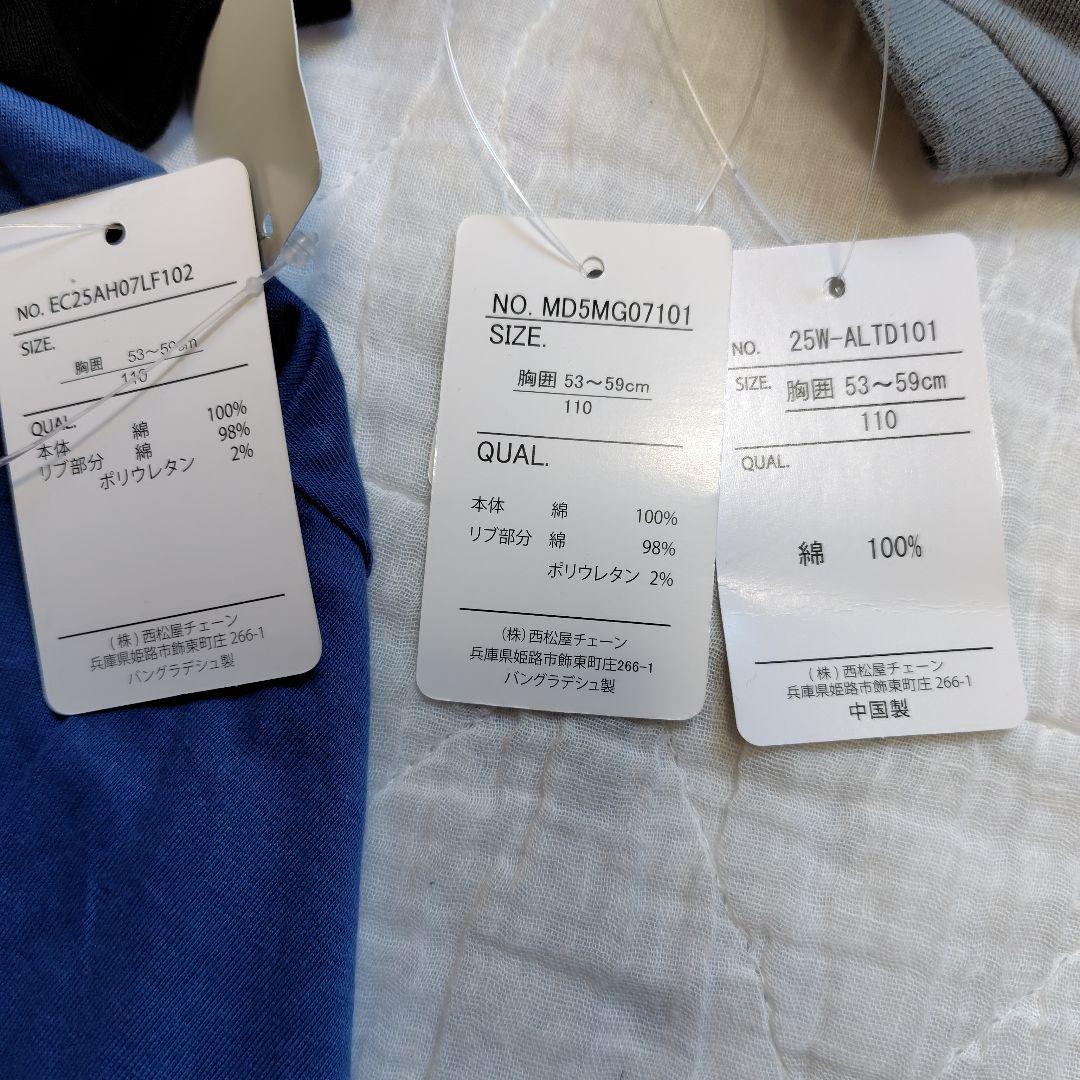 NO. EC25AH07LF102
SIZE.
胸囲 53～59cm
110
QUAL.
本体 綿 100%
リブ部分 綿 98%
ポリウレタン 2%
(株)西松屋チェーン
兵庫県姫路市飾東町庄 266-1
バングラデシュ製
NO. MD5MG07101
SIZE.
胸囲 53～59cm
110
QUAL.
本体 綿 100%
リブ部分 綿 98%
ポリウレタン 2%
(株)西松屋チェーン
兵庫県姫路市飾東町庄266-1
バングラデシュ製
NO. 25W-ALTD101
SIZE. 胸囲 53～59cm
110
QUAL.
綿 100%
(株)西松屋チェーン
兵庫県姫路市飾東町庄 266-1
中国製